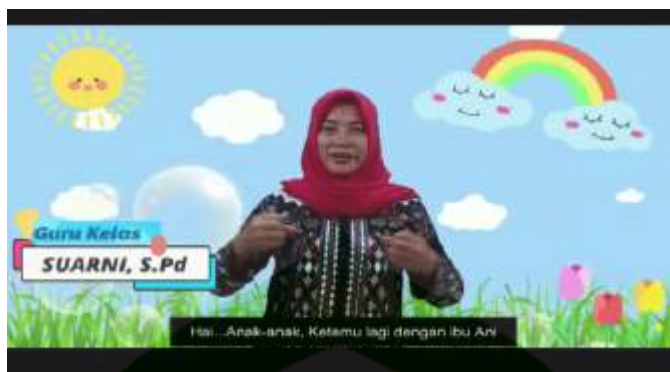 Guru Kelas
SUARNI, S.Pd
Hai...Anak-anak, Ketemu lagi dengan ibu Ani